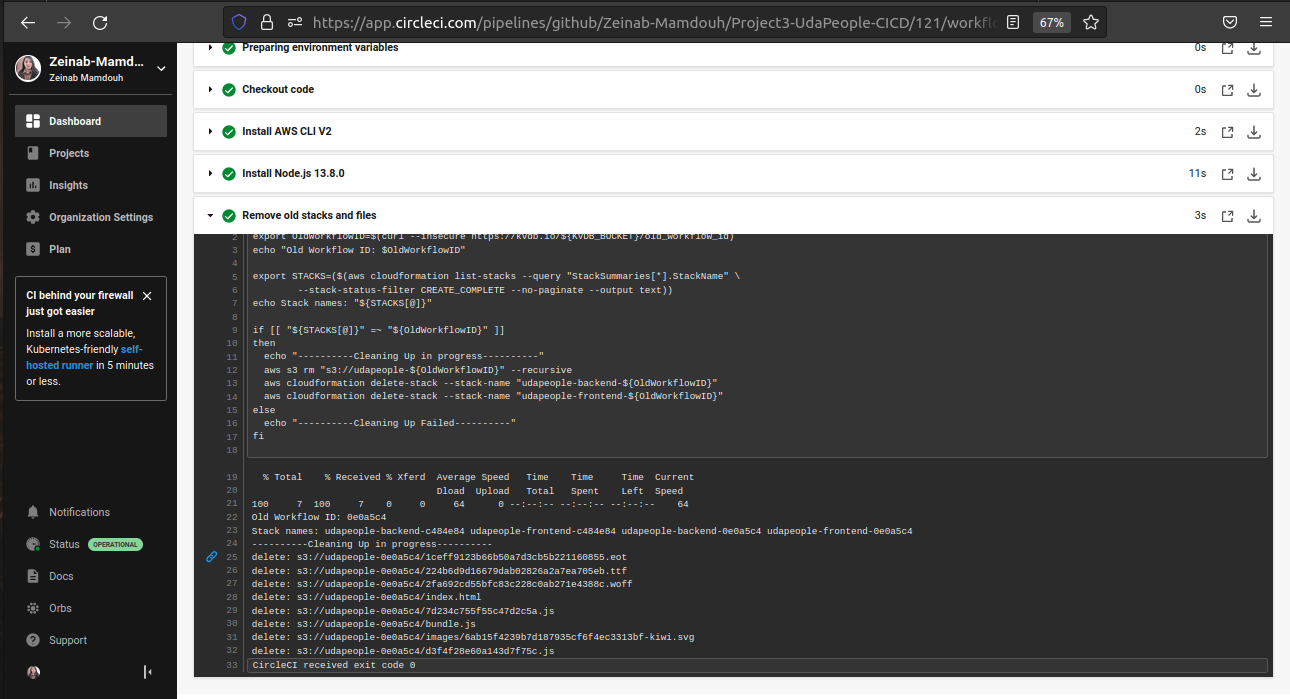 https://app.circleci.com/pipelines/github/Zeinab-Mamdouh/Project3-UdaPeople-CICD/121/workfl
67%
Zeinab-Mamd...
Zeinab Mamdouh
Dashboard
Projects
Insights
Organization Settings
Plan
CI behind your firewall
just got easier
Install a more scalable,
Kubernetes-friendly self-
hosted runner in 5 minutes
or less.
Notifications
Status OPERATIONAL
Docs
Orbs
Support
Preparing environment variables 0s
Checkout code 0s
Install AWS CLI V2 2s
Install Node.js 13.8.0 11s
Remove old stacks and files 3s
2 export OldWorkflowID=$(curl --insecure https://kvdb.io/${KVDB_BUCKET}/old_workflow_id)
3 echo "Old Workflow ID: $OldWorkflowID"
4
5 export STACKS=($(aws cloudformation list-stacks --query "StackSummaries[*].StackName" \
6 --stack-status-filter CREATE_COMPLETE --no-paginate --output text))
7 echo Stack names: "${STACKS[@]}"
8
9 if [[ "${STACKS[@]}" =~ "${OldWorkflowID}" ]]
10 then
11 echo "----------Cleaning Up in progress----------"
12 aws s3 rm "s3://udapeople-${OldWorkflowID}" --recursive
13 aws cloudformation delete-stack --stack-name "udapeople-backend-${OldWorkflowID}"
14 aws cloudformation delete-stack --stack-name "udapeople-frontend-${OldWorkflowID}"
15 else
16 echo "----------Cleaning Up Failed----------"
17 fi
18
19 % Total % Received % Xferd Average Speed Time Time Time Current
20 Dload Upload Total Spent Left Speed
21 100 7 100 7 0 0 64 0 --:--:-- --:--:-- --:--:-- 64
22 Old Workflow ID: 0e0a5c4
23 Stack names: udapeople-backend-c484e84 udapeople-frontend-c484e84 udapeople-backend-0e0a5c4 udapeople-frontend-0e0a5c4
24 ----------Cleaning Up in progress----------
25 delete: s3://udapeople-0e0a5c4/1ceff9123b66b50a7d3cb5b221160855.eot
26 delete: s3://udapeople-0e0a5c4/224b6d9d16679dab02826a2a7ea705eb.ttf
27 delete: s3://udapeople-0e0a5c4/2fa692cd55bfc83c228c0ab271e4388c.woff
28 delete: s3://udapeople-0e0a5c4/index.html
29 delete: s3://udapeople-0e0a5c4/7d234c755f55c47d2c5a.js
30 delete: s3://udapeople-0e0a5c4/bundle.js
31 delete: s3://udapeople-0e0a5c4/images/6ab15f4239b7d187935cf6f4ec3313bf-kiwi.svg
32 delete: s3://udapeople-0e0a5c4/d3f4f28e60a143d7f75c.js
33 CircleCI received exit code 0